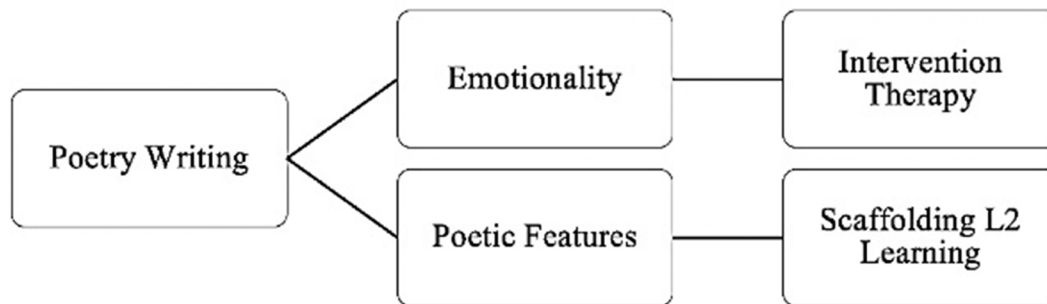 Poetry Writing
Emotionality
Intervention
Therapy
Poetic Features
Scaffolding L2
Learning